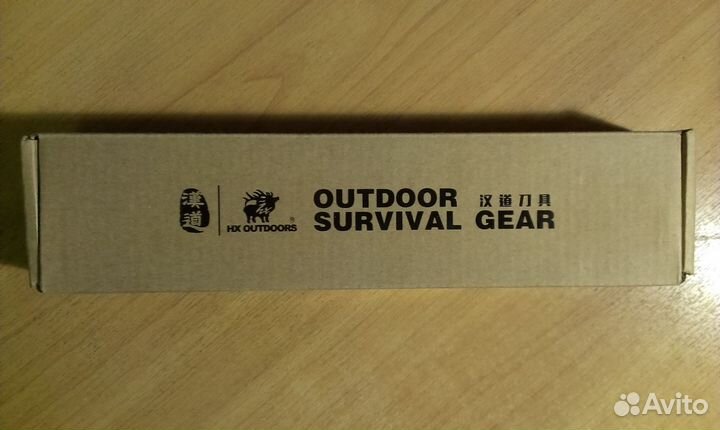 漢道
HX OUTDOORS ®
OUTDOOR 汉道刀具
SURVIVAL GEAR
Avito